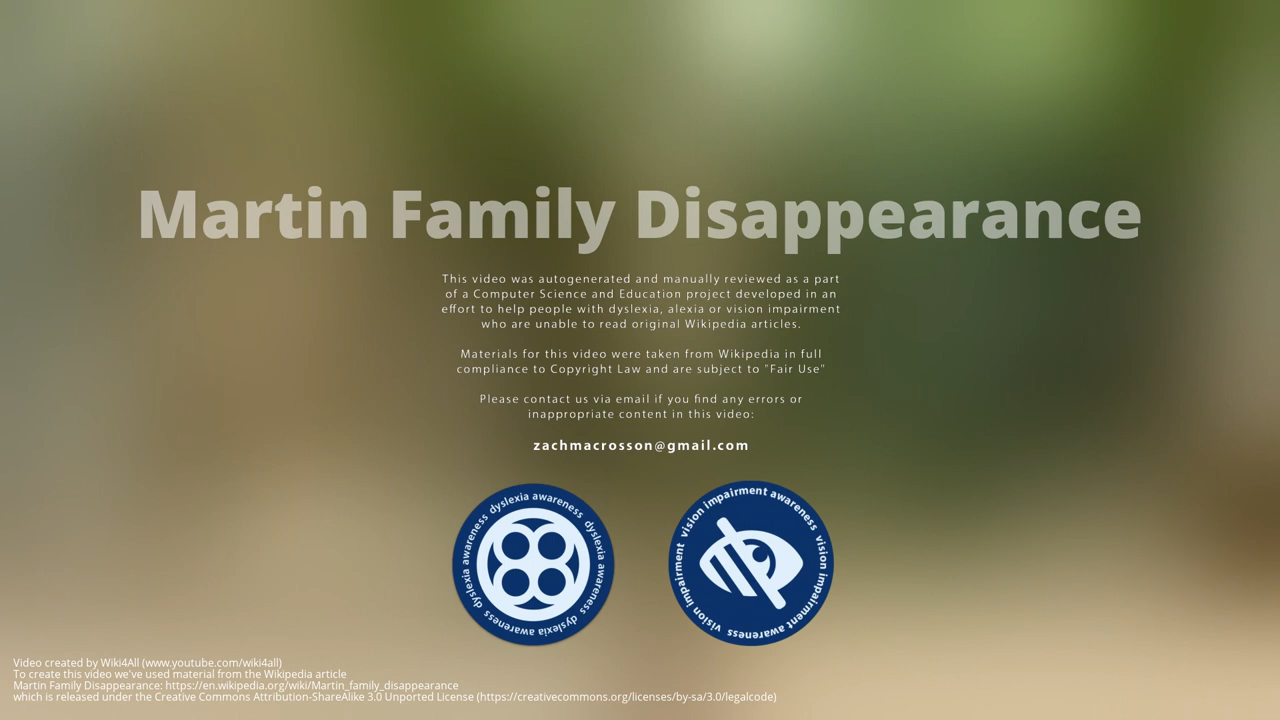 Martin Family Disappearance
This video was autogenerated and manually reviewed as a part
of a Computer Science and Education project developed in an
effort to help people with dyslexia, alexia or vision impairment
who are unable to read original Wikipedia articles.
Materials for this video were taken from Wikipedia in full
compliance to Copyright Law and are subject to "Fair Use"
Please contact us via email if you find any errors or
inappropriate content in this video:
zachmacrosson@gmail.com
dyslexia awareness dyslexia awareness dyslexia awareness dyslexia awareness
vision impairment awareness vision impairment awareness vision impairment
Video created by Wiki4All (www.youtube.com/wiki4all)
To create this video we've used material from the Wikipedia article
Martin Family Disappearance: https://en.wikipedia.org/wiki/Martin_family_disappearance
which is released under the Creative Commons Attribution-ShareAlike 3.0 Unported License (https://creativecommons.org/licenses/by-sa/3.0/legalcode)